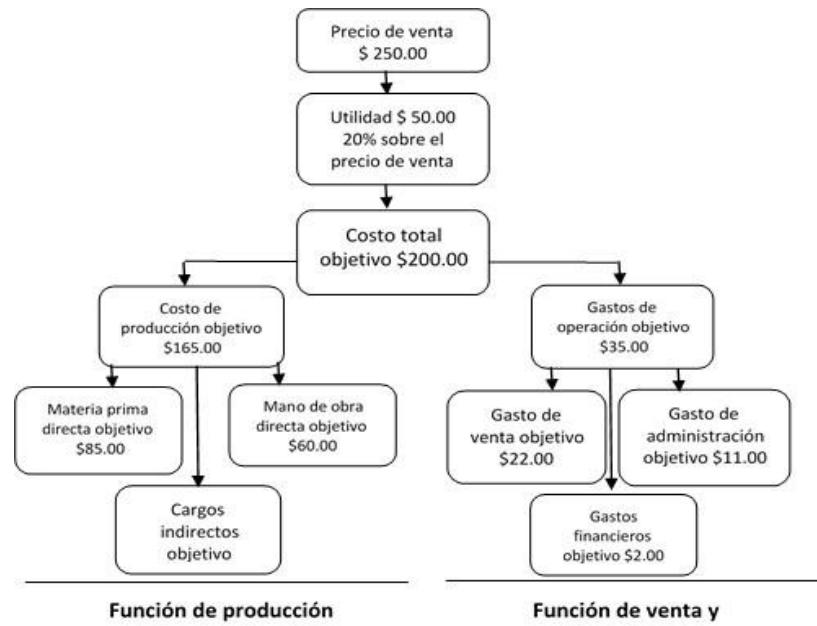 Precio de venta
$ 250.00
Utilidad $ 50.00
20% sobre el
precio de venta
Costo total
objetivo $200.00
Costo de
producción objetivo
$165.00
Gastos de
operación objetivo
$35.00
Materia prima
directa objetivo
$85.00
Mano de obra
directa objetivo
$60.00
Gasto de
venta objetivo
$22.00
Gasto de
administración
objetivo $11.00
Cargos
indirectos
objetivo
Gastos
financieros
objetivo $2.00
Función de producción
Función de venta y